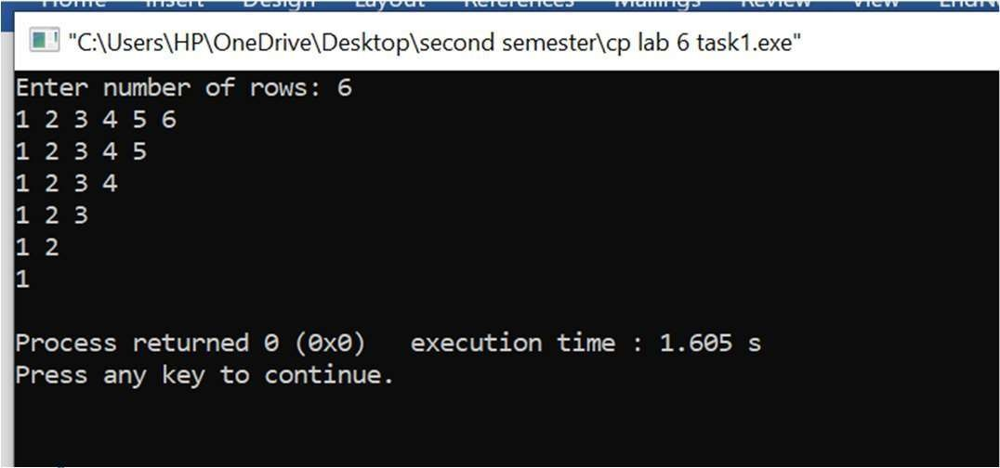 Home Insert Design Layout References Mailings Review View
"C:\Users\HP\OneDrive\Desktop\second semester\cp lab 6 task1.exe"
Enter number of rows: 6
1 2 3 4 5 6
1 2 3 4 5
1 2 3 4
1 2 3
1 2
1
Process returned 0 (0x0)   execution time : 1.605 s
Press any key to continue.